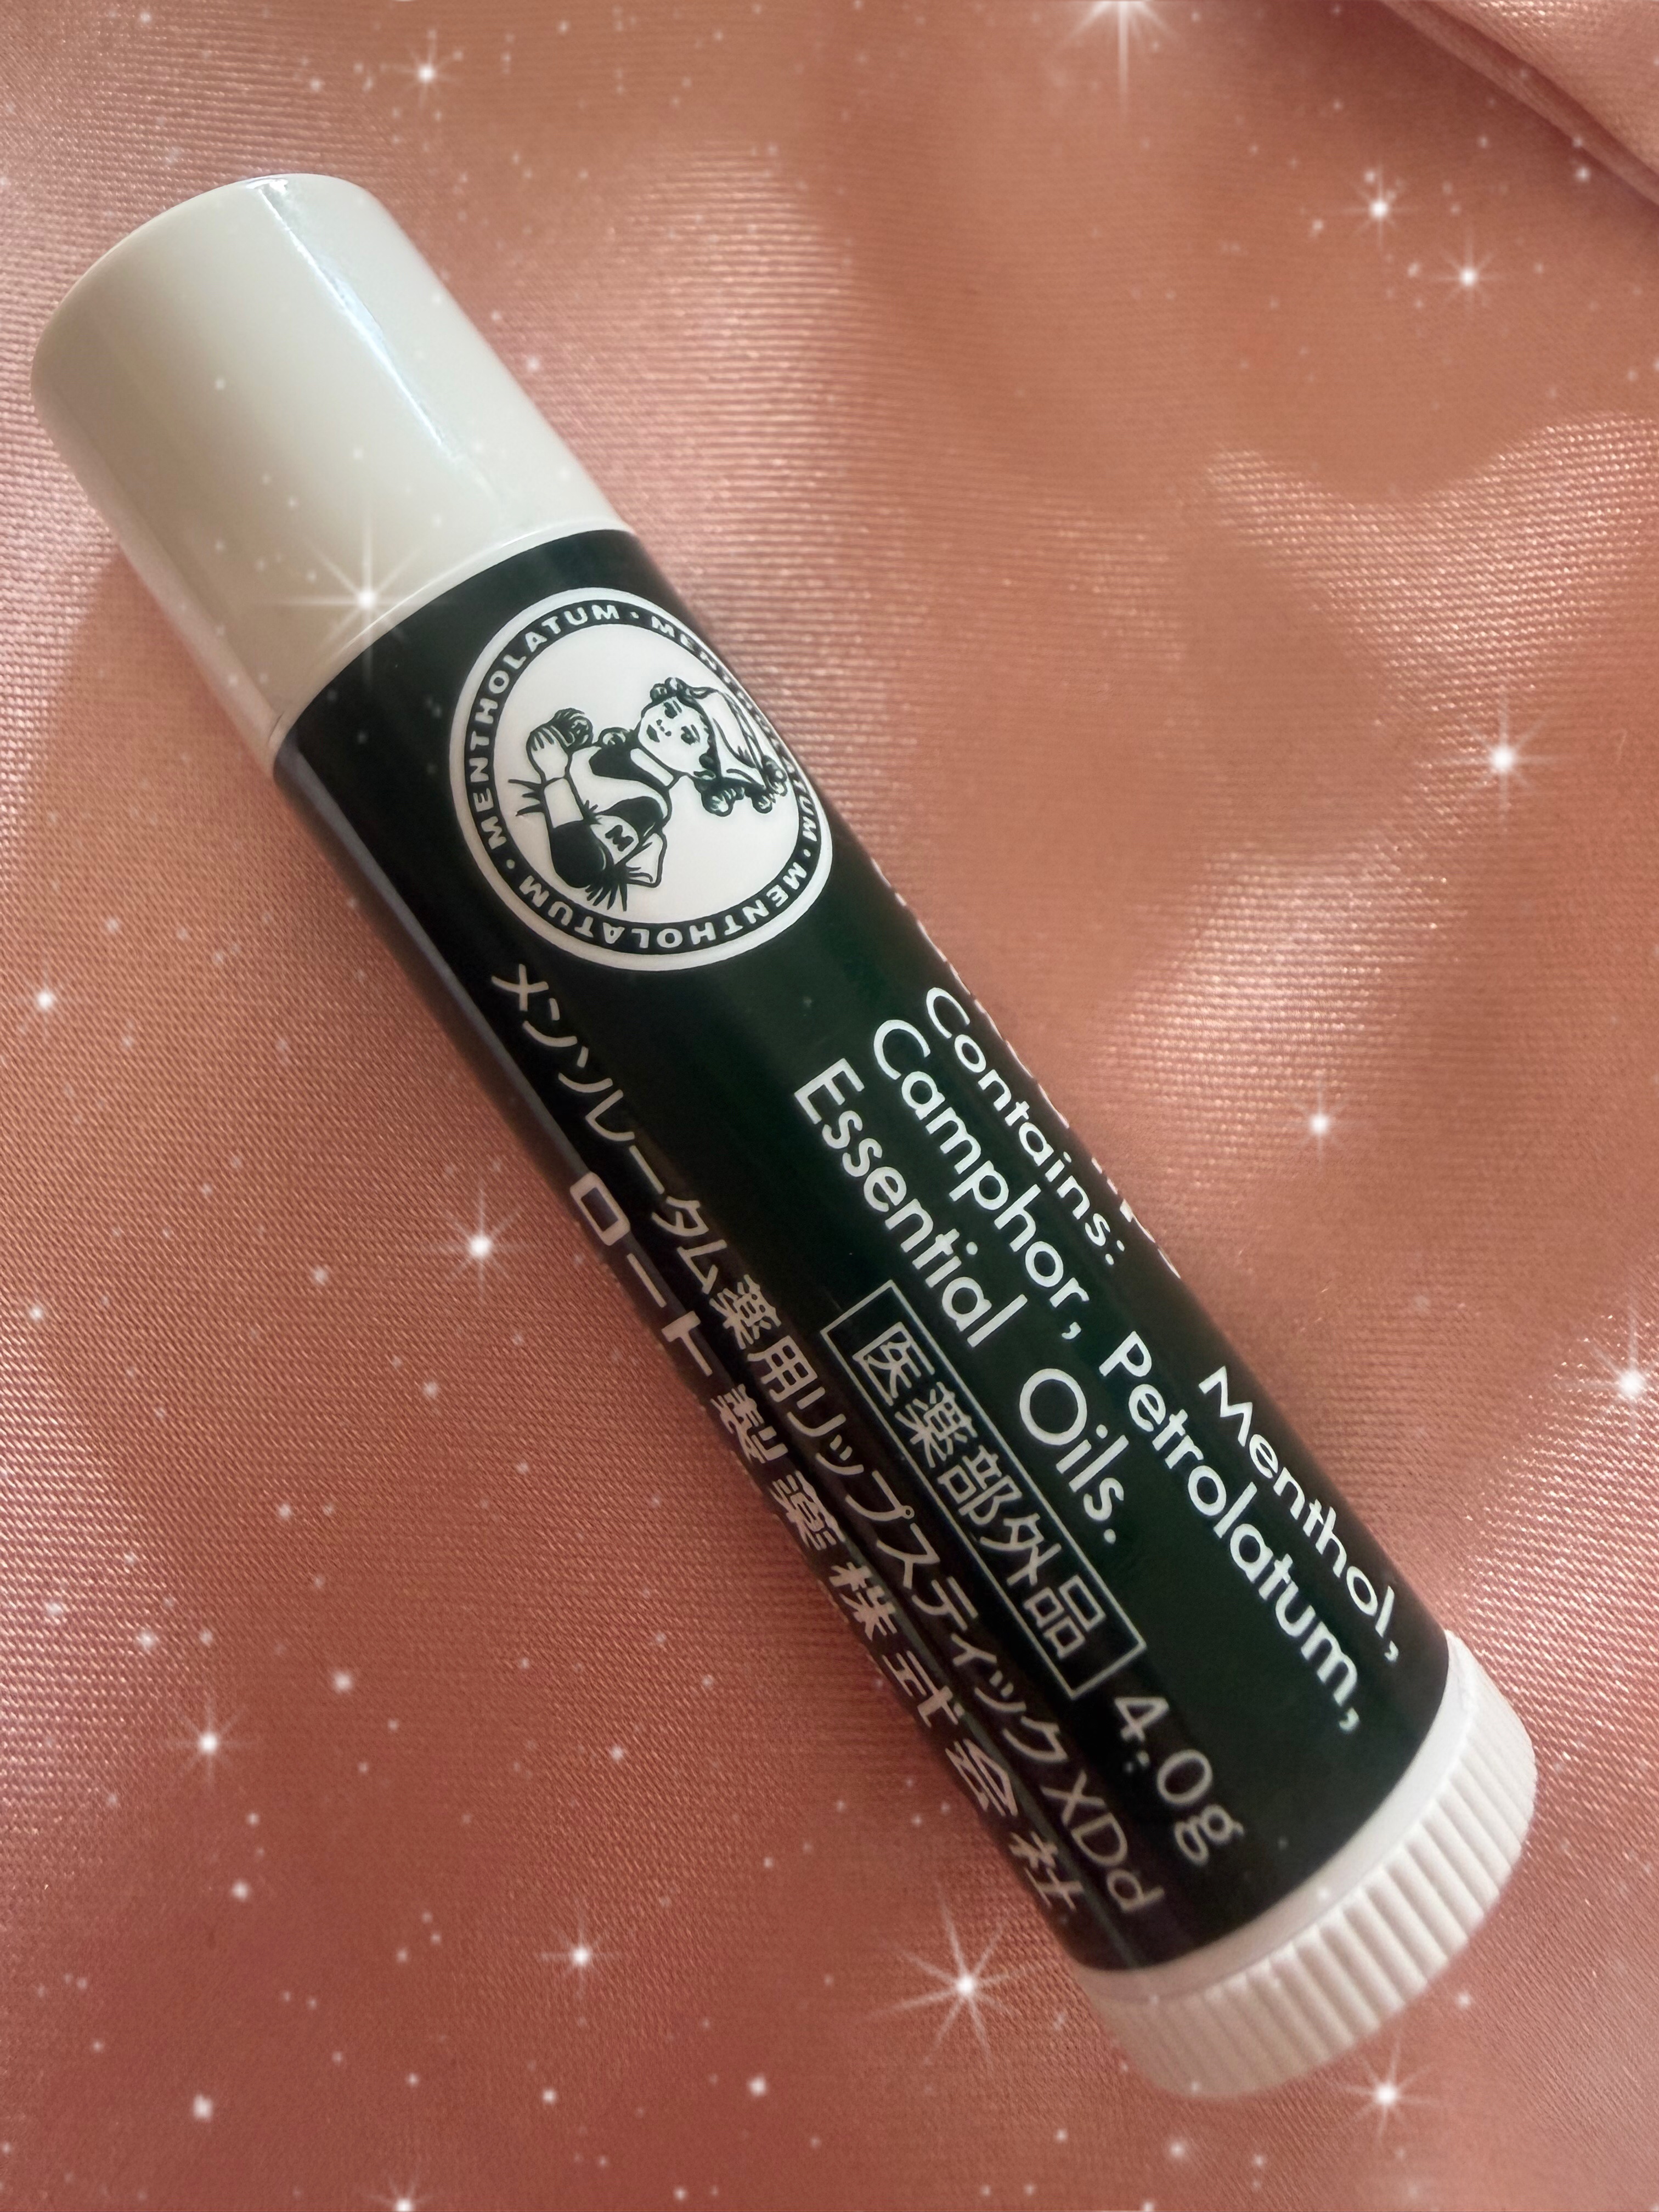 MENTHOLATUM · MENTHOLATUM · MENTHOLATUM ·
Contains: Menthol,
Camphor, Petrolatum,
Essential Oils.
医薬部外品 4.0g
メンソレータム薬用リップスティックXDd
ロート製薬株式会社